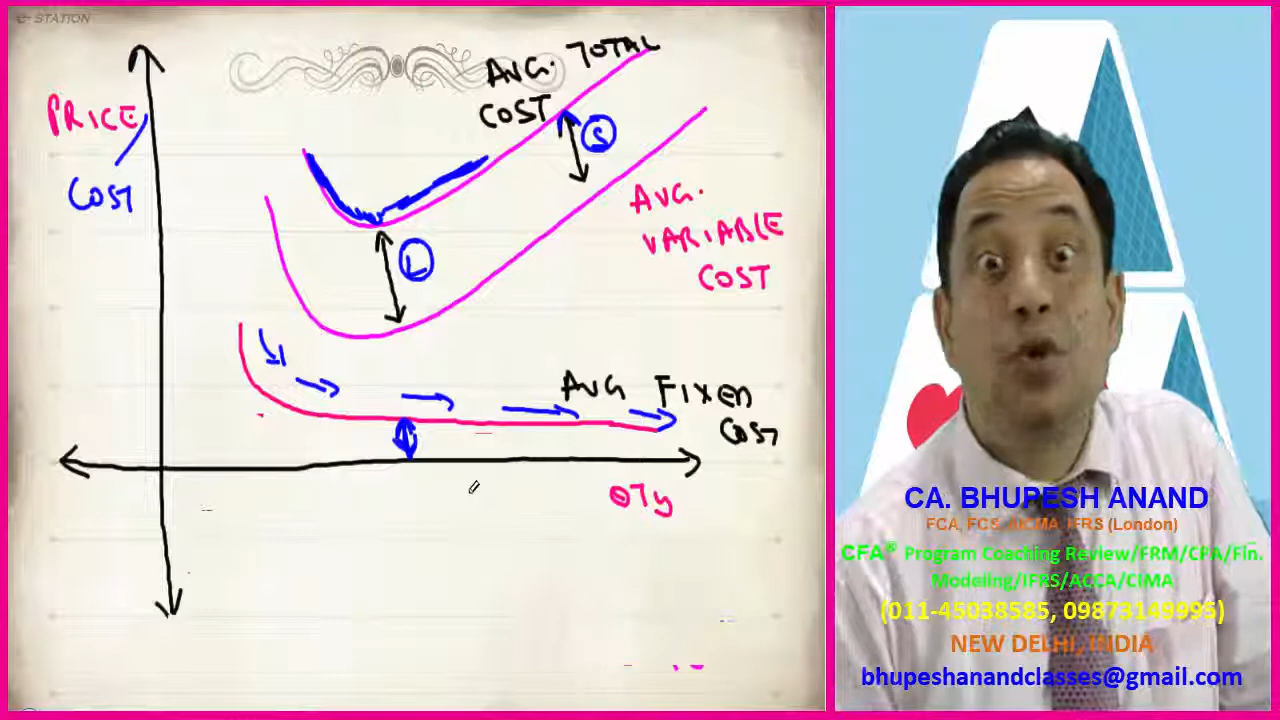 STATION
AVG. TOTAL
COST
PRICE
COST
S
AVG.
VARIABLE
COST
L
AVG FIXED
COST
QTy
CA. BHUPESH ANAND
FCA, FCS, AICMA, IFRS (London)
CFA® Program Coaching Review/FRM/CPA/Fin.
Modeling/IFRS/ACCA/CIMA
(011-45038585, 09873149995)
NEW DELHI, INDIA
bhupeshanandclasses@gmail.com